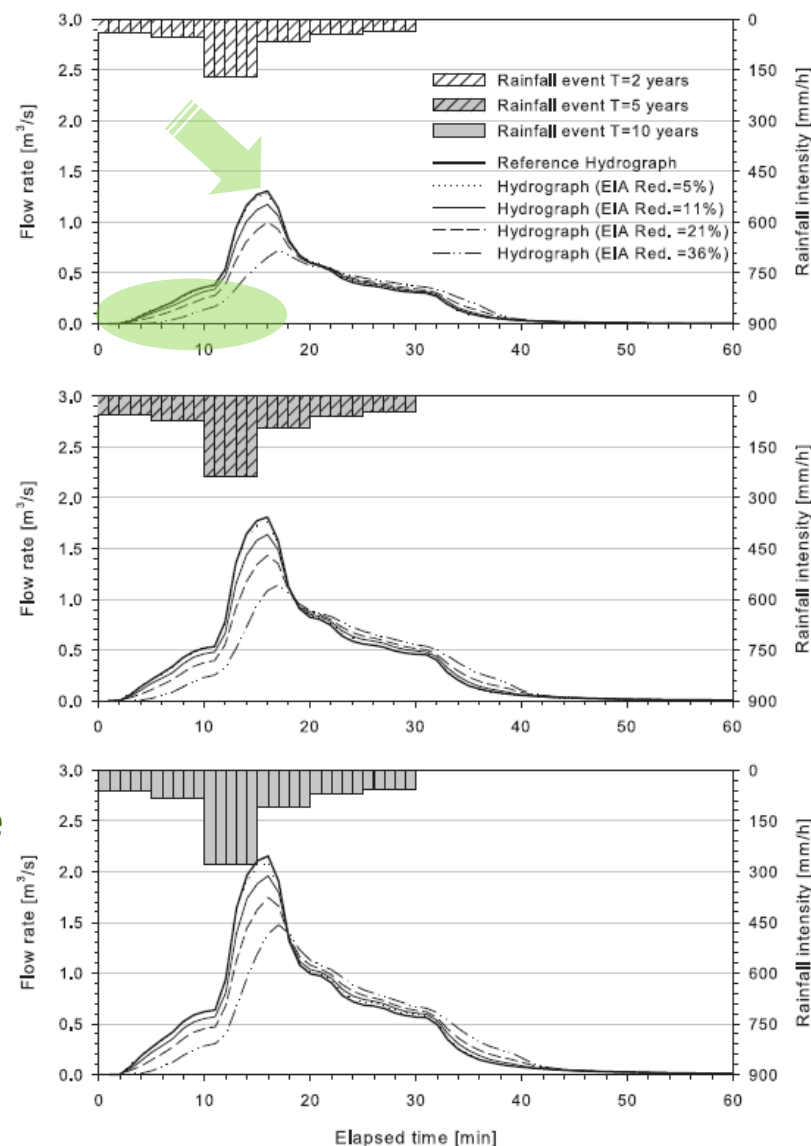 3.0
2.5
2.0
1.5
1.0
0.5
0.0
Flow rate [m³/s]
0
150
300
450
600
750
900
Rainfall intensity [mm/h]
Rainfall event T=2 years
Rainfall event T=5 years
Rainfall event T=10 years
Reference Hydrograph
Hydrograph (EIA Red.=5%)
Hydrograph (EIA Red.=11%)
Hydrograph (EIA Red. =21%)
Hydrograph (EIA Red. =36%)
0 10 20 30 40 50 60
3.0
2.5
2.0
1.5
1.0
0.5
0.0
Flow rate [m³/s]
0
150
300
450
600
750
900
Rainfall intensity [mm/h]
0 10 20 30 40 50 60
3.0
2.5
2.0
1.5
1.0
0.5
0.0
Flow rate [m³/s]
0
150
300
450
600
750
900
Rainfall intensity [mm/h]
0 10 20 30 40 50 60
Elapsed time [min]